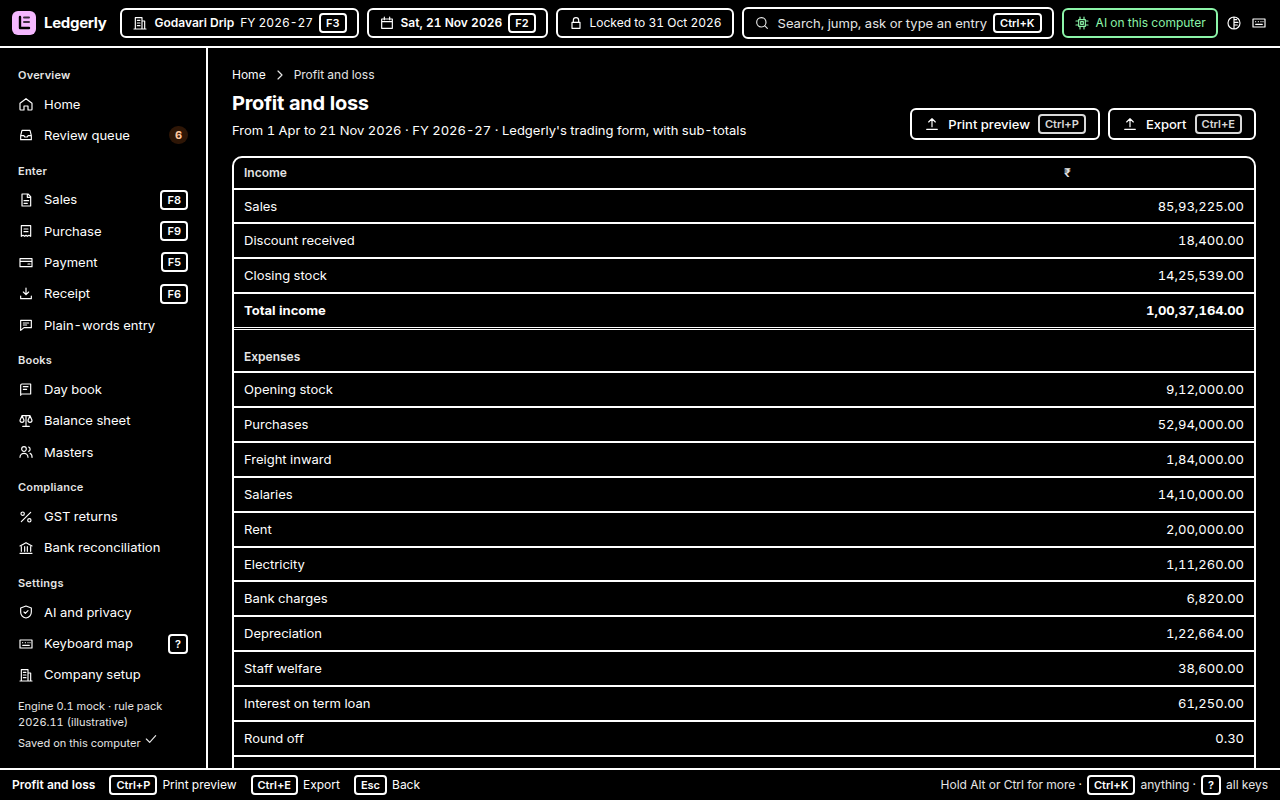 Ledgerly
Godavari Drip FY 2026-27 F3
Sat, 21 Nov 2026 F2
Locked to 31 Oct 2026
Search, jump, ask or type an entry Ctrl+K
AI on this computer
Overview
Home
Review queue 6
Enter
Sales F8
Purchase F9
Payment F5
Receipt F6
Plain-words entry
Books
Day book
Balance sheet
Masters
Compliance
GST returns
Bank reconciliation
Settings
AI and privacy
Keyboard map ?
Company setup
Engine 0.1 mock · rule pack
2026.11 (illustrative)
Saved on this computer
Home Profit and loss
Profit and loss
From 1 Apr to 21 Nov 2026 · FY 2026-27 · Ledgerly's trading form, with sub-totals
Print preview Ctrl+P
Export Ctrl+E
Income ₹
Sales 85,93,225.00
Discount received 18,400.00
Closing stock 14,25,539.00
Total income 1,00,37,164.00
Expenses
Opening stock 9,12,000.00
Purchases 52,94,000.00
Freight inward 1,84,000.00
Salaries 14,10,000.00
Rent 2,00,000.00
Electricity 1,11,260.00
Bank charges 6,820.00
Depreciation 1,22,664.00
Staff welfare 38,600.00
Interest on term loan 61,250.00
Round off 0.30
Profit and loss Ctrl+P Print preview Ctrl+E Export Esc Back
Hold Alt or Ctrl for more · Ctrl+K anything · ? all keys